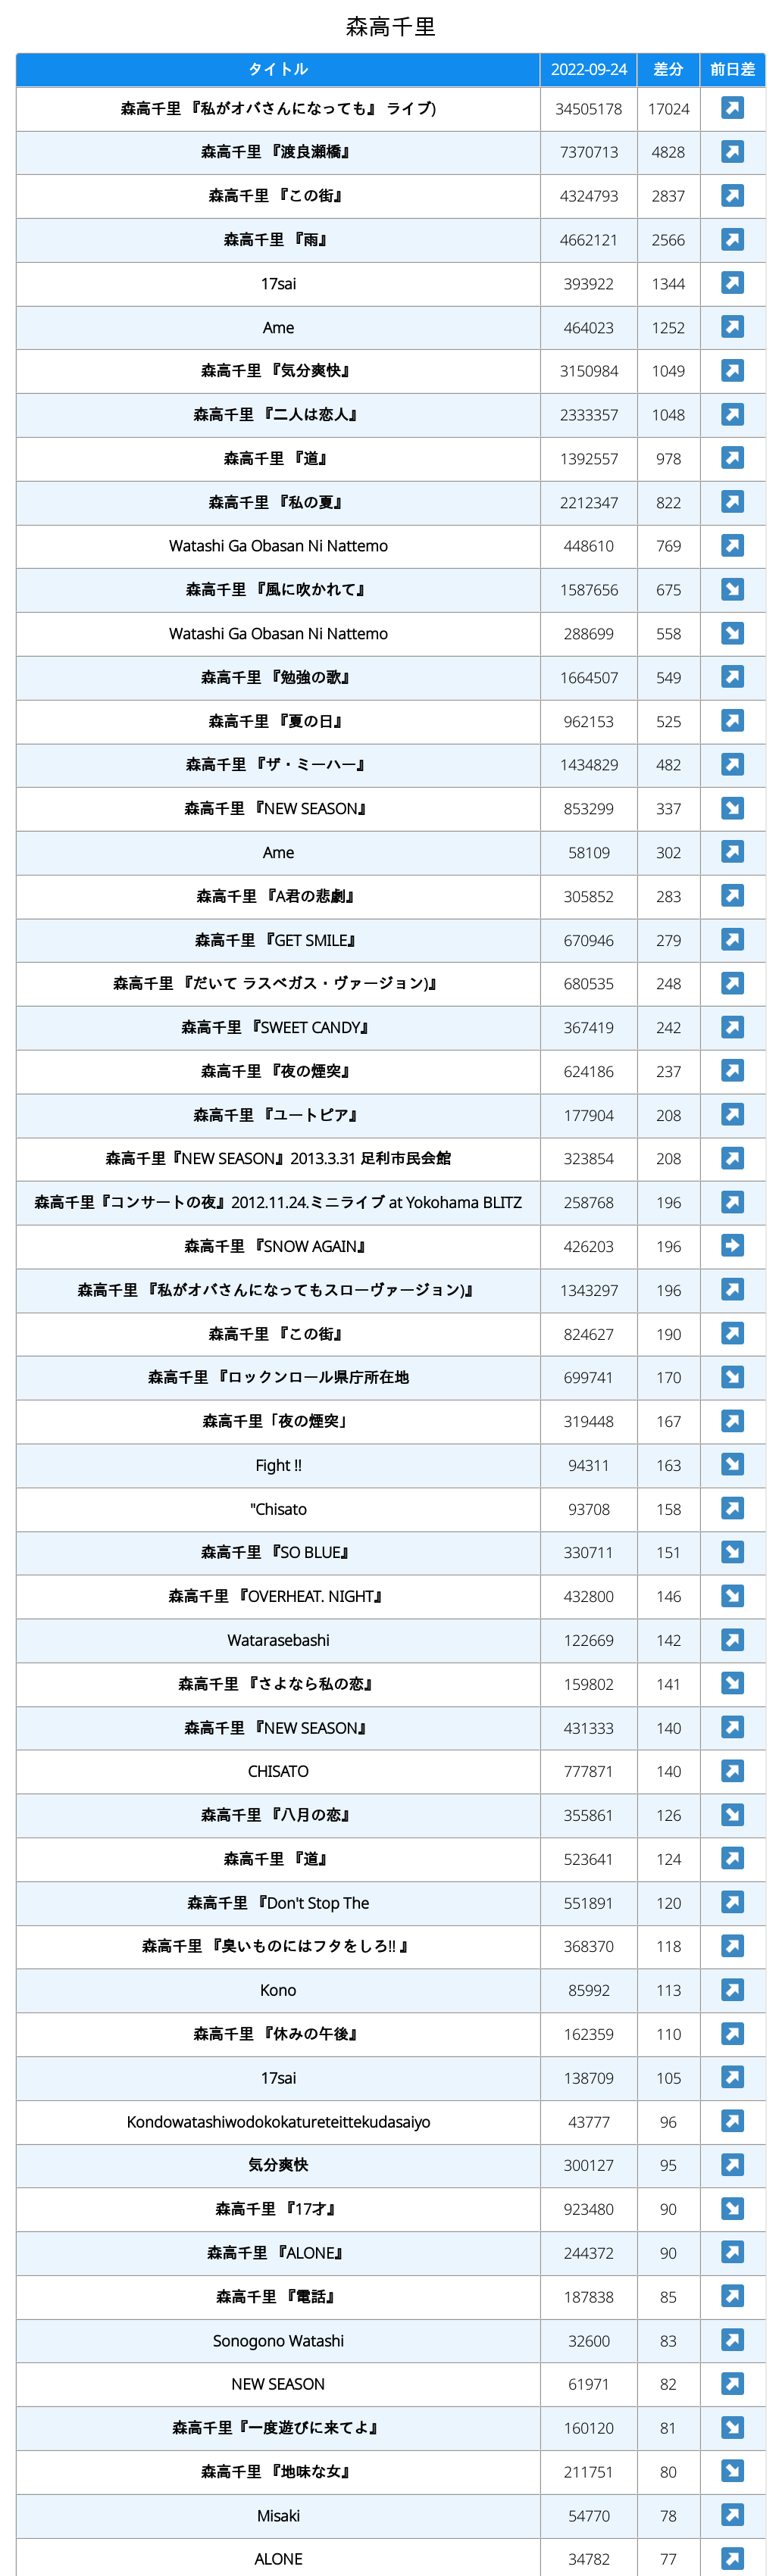 森高千里
タイトル 2022-09-24 差分 前日差
森高千里 『私がオバさんになっても』 ライブ) 34505178 17024
森高千里 『渡良瀬橋』 7370713 4828
森高千里 『この街』 4324793 2837
森高千里 『雨』 4662121 2566
17sai 393922 1344
Ame 464023 1252
森高千里 『気分爽快』 3150984 1049
森高千里 『二人は恋人』 2333357 1048
森高千里 『道』 1392557 978
森高千里 『私の夏』 2212347 822
Watashi Ga Obasan Ni Nattemo 448610 769
森高千里 『風に吹かれて』 1587656 675
Watashi Ga Obasan Ni Nattemo 288699 558
森高千里 『勉強の歌』 1664507 549
森高千里 『夏の日』 962153 525
森高千里 『ザ・ミーハー』 1434829 482
森高千里 『NEW SEASON』 853299 337
Ame 58109 302
森高千里 『A君の悲劇』 305852 283
森高千里 『GET SMILE』 670946 279
森高千里 『だいて ラスベガス・ヴァージョン)』 680535 248
森高千里 『SWEET CANDY』 367419 242
森高千里 『夜の煙突』 624186 237
森高千里 『ユートピア』 177904 208
森高千里『NEW SEASON』2013.3.31 足利市民会館 323854 208
森高千里『コンサートの夜』2012.11.24.ミニライブ at Yokohama BLITZ 258768 196
森高千里 『SNOW AGAIN』 426203 196
森高千里 『私がオバさんになってもスローヴァージョン)』 1343297 196
森高千里 『この街』 824627 190
森高千里 『ロックンロール県庁所在地 699741 170
森高千里「夜の煙突」 319448 167
Fight !! 94311 163
"Chisato 93708 158
森高千里 『SO BLUE』 330711 151
森高千里 『OVERHEAT. NIGHT』 432800 146
Watarasebashi 122669 142
森高千里 『さよなら私の恋』 159802 141
森高千里 『NEW SEASON』 431333 140
CHISATO 777871 140
森高千里 『八月の恋』 355861 126
森高千里 『道』 523641 124
森高千里 『Don't Stop The 551891 120
森高千里 『臭いものにはフタをしろ!! 』 368370 118
Kono 85992 113
森高千里 『休みの午後』 162359 110
17sai 138709 105
Kondowatashiwodokokatureteittekudasaiyo 43777 96
気分爽快 300127 95
森高千里 『17才』 923480 90
森高千里 『ALONE』 244372 90
森高千里 『電話』 187838 85
Sonogono Watashi 32600 83
NEW SEASON 61971 82
森高千里『一度遊びに来てよ』 160120 81
森高千里 『地味な女』 211751 80
Misaki 54770 78
ALONE 34782 77